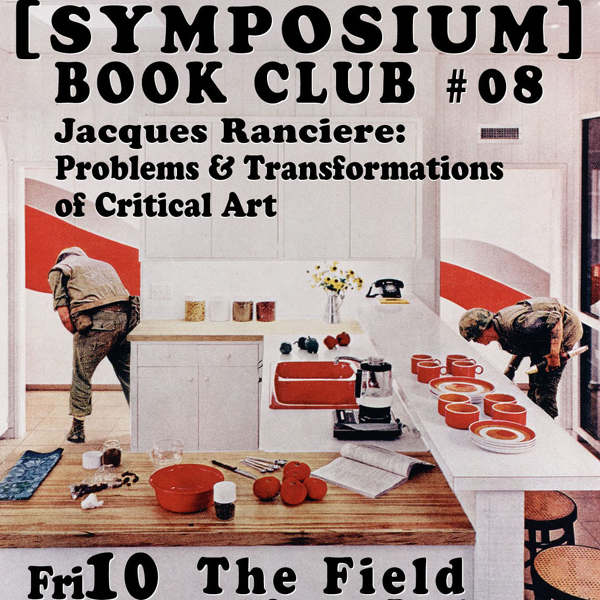 [SYMPOSIUM]
BOOK CLUB #08
Jacques Ranciere:
Problems & Transformations
of Critical Art
Fri10 The Field